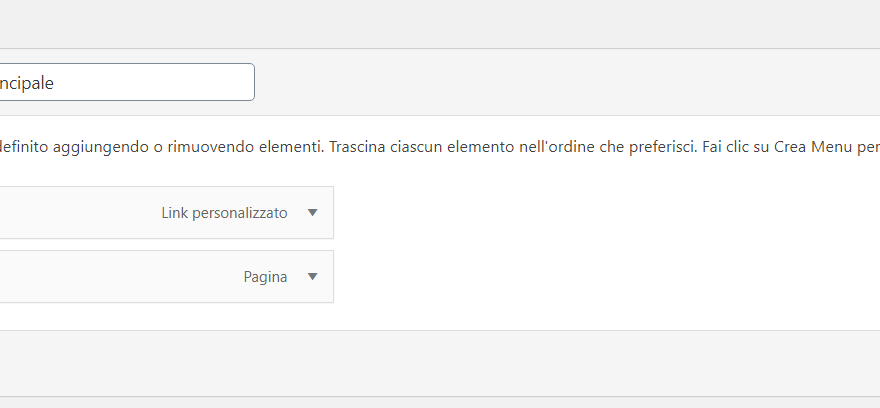 ncipale
definito aggiungendo o rimuovendo elementi. Trascina ciascun elemento nell'ordine che preferisci. Fai clic su Crea Menu per
Link personalizzato
Pagina